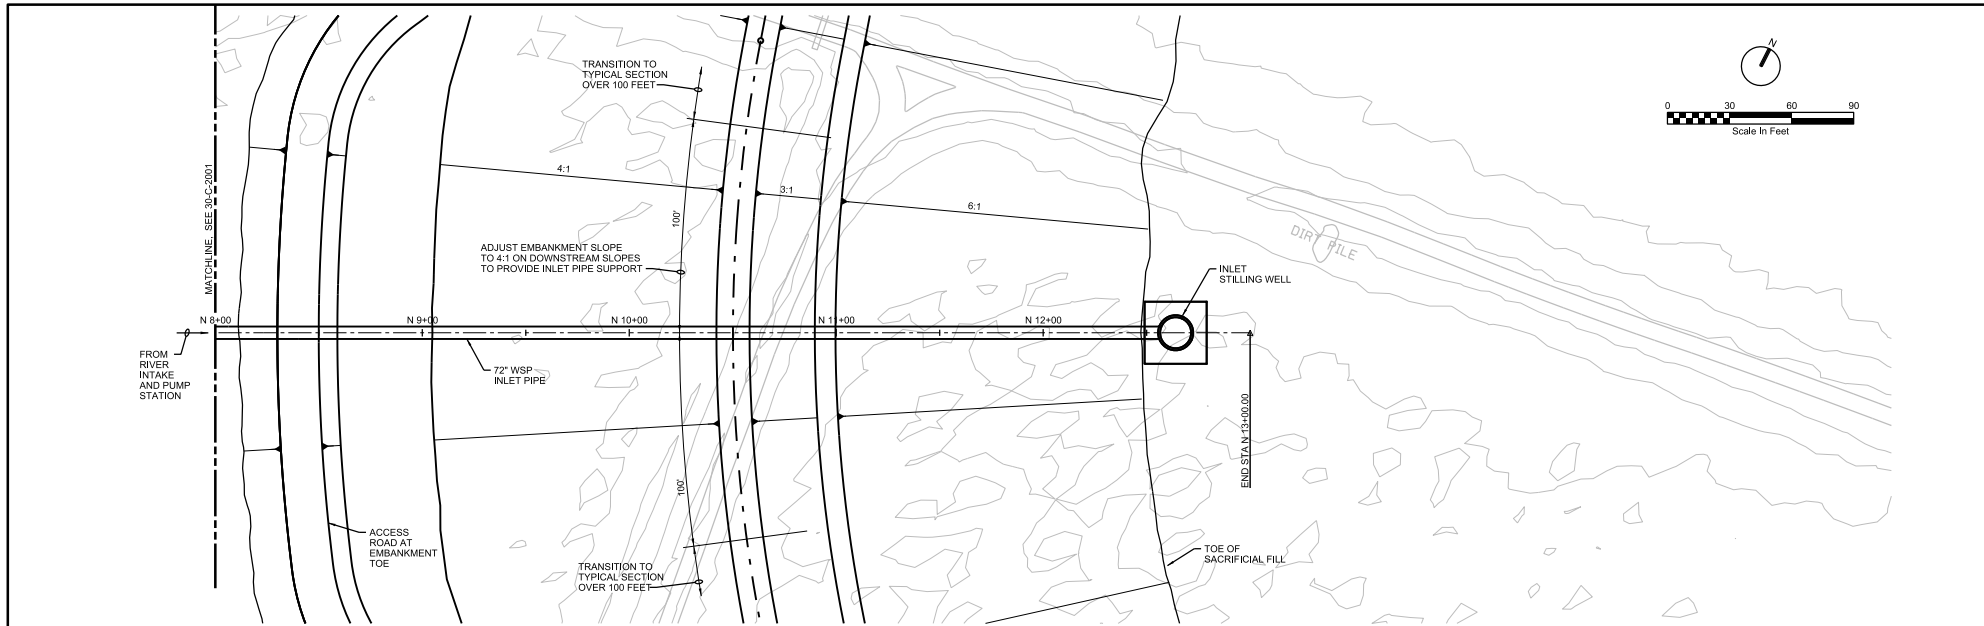 TRANSITION TO
TYPICAL SECTION
OVER 100 FEET
N
0 30 60 90
Scale In Feet
MATCHLINE, SEE 30-C-2001
4:1
3:1
6:1
100'
ADJUST EMBANKMENT SLOPE
TO 4:1 ON DOWNSTREAM SLOPES
TO PROVIDE INLET PIPE SUPPORT
DIRT PILE
INLET
STILLING WELL
N 8+00
N 9+00
N 10+00
N 11+00
N 12+00
FROM
RIVER
INTAKE
AND PUMP
STATION
72" WSP
INLET PIPE
END STA N 13+00.00
100'
ACCESS
ROAD AT
EMBANKMENT
TOE
TOE OF
SACRIFICIAL FILL
TRANSITION TO
TYPICAL SECTION
OVER 100 FEET